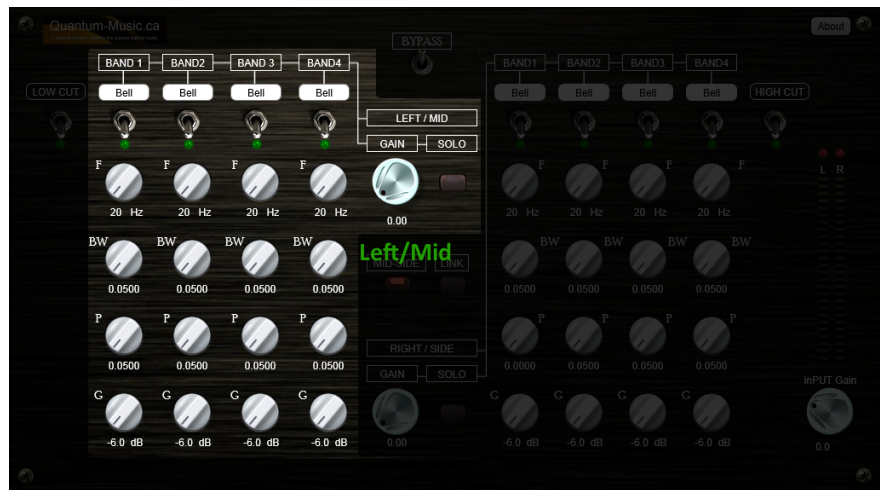 Quantum-Music.ca
About
BYPASS
BAND 1 BAND2 BAND 3 BAND4
BAND1 BAND2 BAND3 BAND4
LOW CUT
Bell Bell Bell Bell
Bell Bell Bell Bell
HIGH CUT
LEFT / MID
GAIN SOLO
L R
F F F F
F F
20 Hz 20 Hz 20 Hz 20 Hz
0.00
20 Hz 20 Hz 20 Hz 20 Hz
BW BW BW BW
Left/Mid
MID-SIDE LINK
BW BW BW BW
0.0500 0.0500 0.0500 0.0500
0.0500 0.0500 0.0500 0.0500
P P P P
P P P P
RIGHT / SIDE
0.0500 0.0500 0.0500 0.0500
GAIN SOLO
0.0000 0.0500 0.0500 0.0500
inPUT Gain
G G G G
G G G G
-6.0 dB -6.0 dB -6.0 dB -6.0 dB
0.00
-6.0 dB -6.0 dB -6.0 dB -6.0 dB
0.0